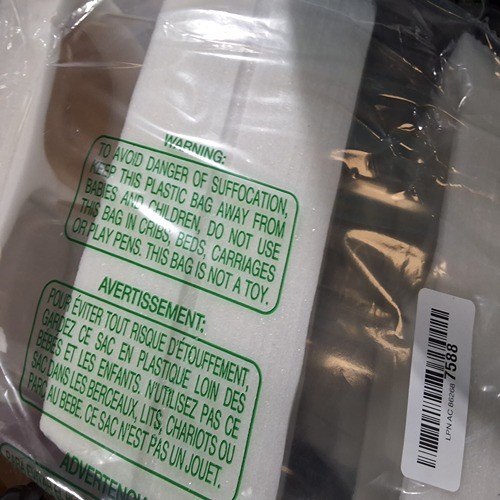 WARNING:
TO AVOID DANGER OF SUFFOCATION,
KEEP THIS PLASTIC BAG AWAY FROM
BABIES AND CHILDREN, DO NOT USE
THIS BAG IN CRIBS, BEDS, CARRIAGES
OR PLAY PENS. THIS BAG IS NOT A TOY.
AVERTISSEMENT:
POUR ÉVITER TOUT RISQUE D'ÉTOUFFEMENT,
GARDEZ CE SAC EN PLASTIQUE LOIN DES
BÉBÉS ET LES ENFANTS. N'UTILISEZ PAS CE
SAC DANS LES BERCEAUX, LITS, CHARIOTS OU
PARC AU BEBE. CE SAC N'EST PAS UN JOUET.
7588